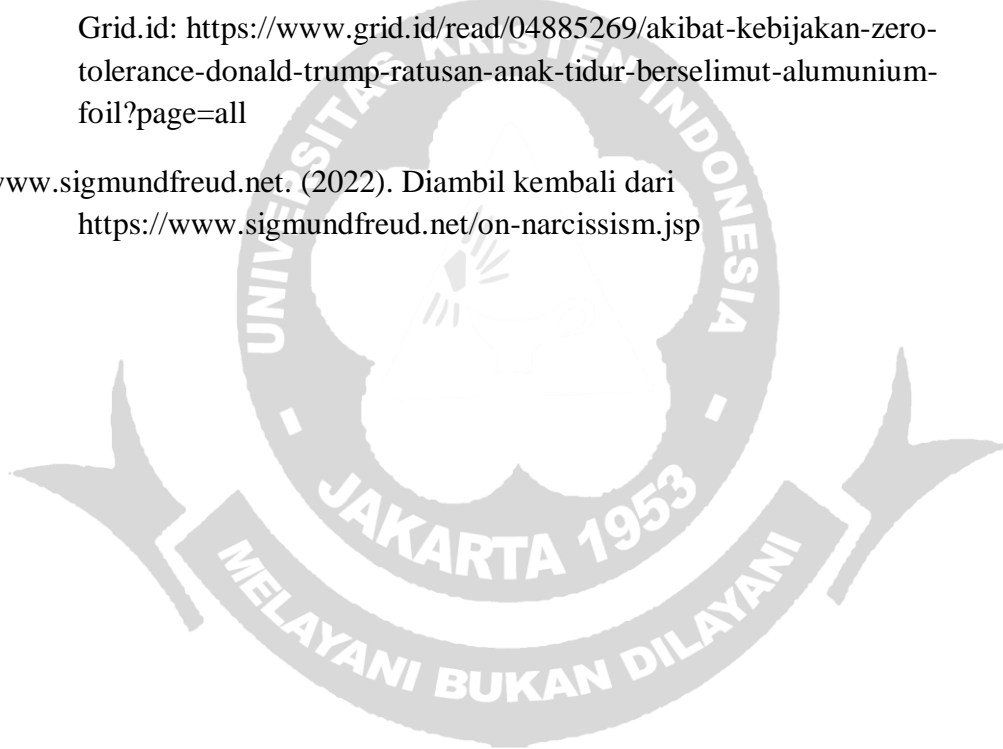 Grid.id: https://www.grid.id/read/04885269/akibat-kebijakan-zero-
tolerance-donald-trump-ratusan-anak-tidur-berselimut-alumunium-
foil?page=all
www.sigmundfreud.net. (2022). Diambil kembali dari
https://www.sigmundfreud.net/on-narcissism.jsp
UNIVERSITAS KRISTEN INDONESIA
JAKARTA 1953
MELAYANI BUKAN DILAYANI